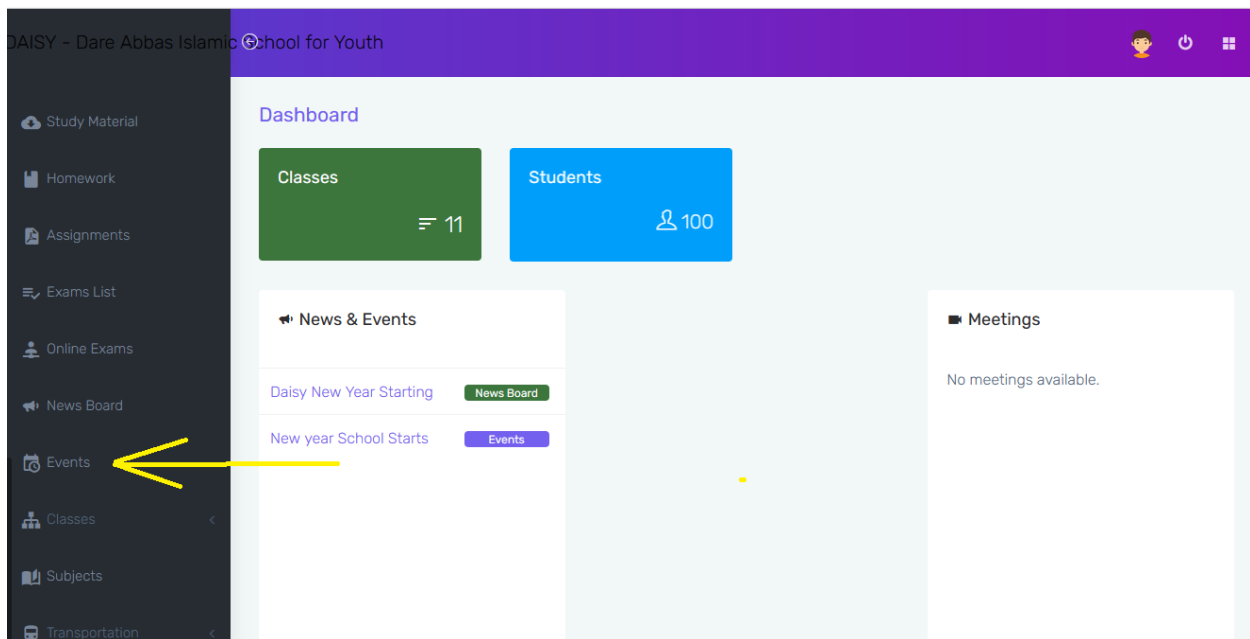 DAISY - Dare Abbas Islamic School for Youth
Study Material
Homework
Assignments
Exams List
Online Exams
News Board
Events
Classes
Subjects
Transportation
Dashboard
Classes
11
Students
100
News & Events
Daisy New Year Starting News Board
New year School Starts Events
Meetings
No meetings available.